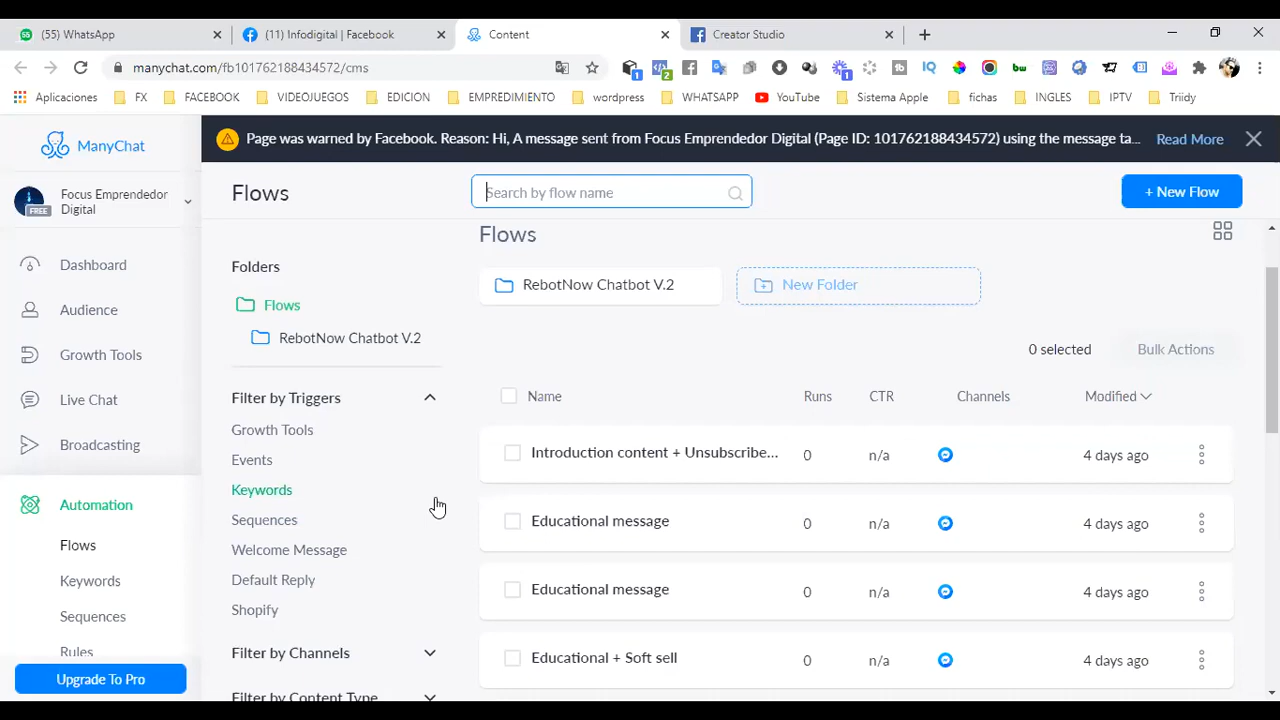 (55) WhatsApp
(11) Infodigital | Facebook
Content
Creator Studio
manychat.com/fb101762188434572/cms
Aplicaciones
FX
FACEBOOK
VIDEOJUEGOS
EDICION
EMPREDIMIENTO
wordpress
WHATSAPP
YouTube
Sistema Apple
fichas
INGLES
IPTV
Triidy
ManyChat
Page was warned by Facebook. Reason: Hi, A message sent from Focus Emprendedor Digital (Page ID: 101762188434572) using the message ta...
Read More
Focus Emprendedor
Digital
FREE
Flows
Search by flow name
+ New Flow
Dashboard
Audience
Growth Tools
Live Chat
Broadcasting
Automation
Flows
Keywords
Sequences
Rules
Upgrade To Pro
Folders
Flows
RebotNow Chatbot V.2
Filter by Triggers
Growth Tools
Events
Keywords
Sequences
Welcome Message
Default Reply
Shopify
Filter by Channels
Filter by Content Type
Flows
RebotNow Chatbot V.2
New Folder
0 selected
Bulk Actions
Name Runs CTR Channels Modified
Introduction content + Unsubscribe... 0 n/a 4 days ago
Educational message 0 n/a 4 days ago
Educational message 0 n/a 4 days ago
Educational + Soft sell 0 n/a 4 days ago